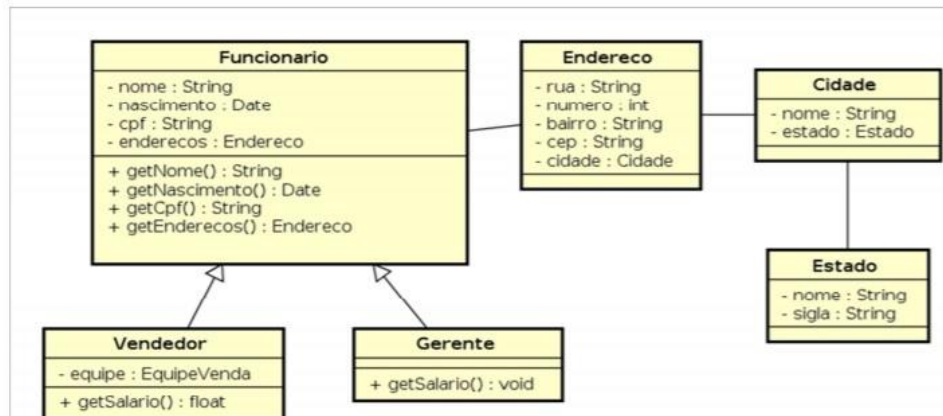 Funcionario
- nome : String
- nascimento : Date
- cpf : String
- enderecos : Endereco
+ getNome() : String
+ getNascimento() : Date
+ getCpf() : String
+ getEnderecos() : Endereco
Endereco
- rua : String
- numero : int
- bairro : String
- cep : String
- cidade : Cidade
Cidade
- nome : String
- estado : Estado
Estado
- nome : String
- sigla : String
Vendedor
- equipe : EquipeVenda
+ getSalario() : float
Gerente
+ getSalario() : void